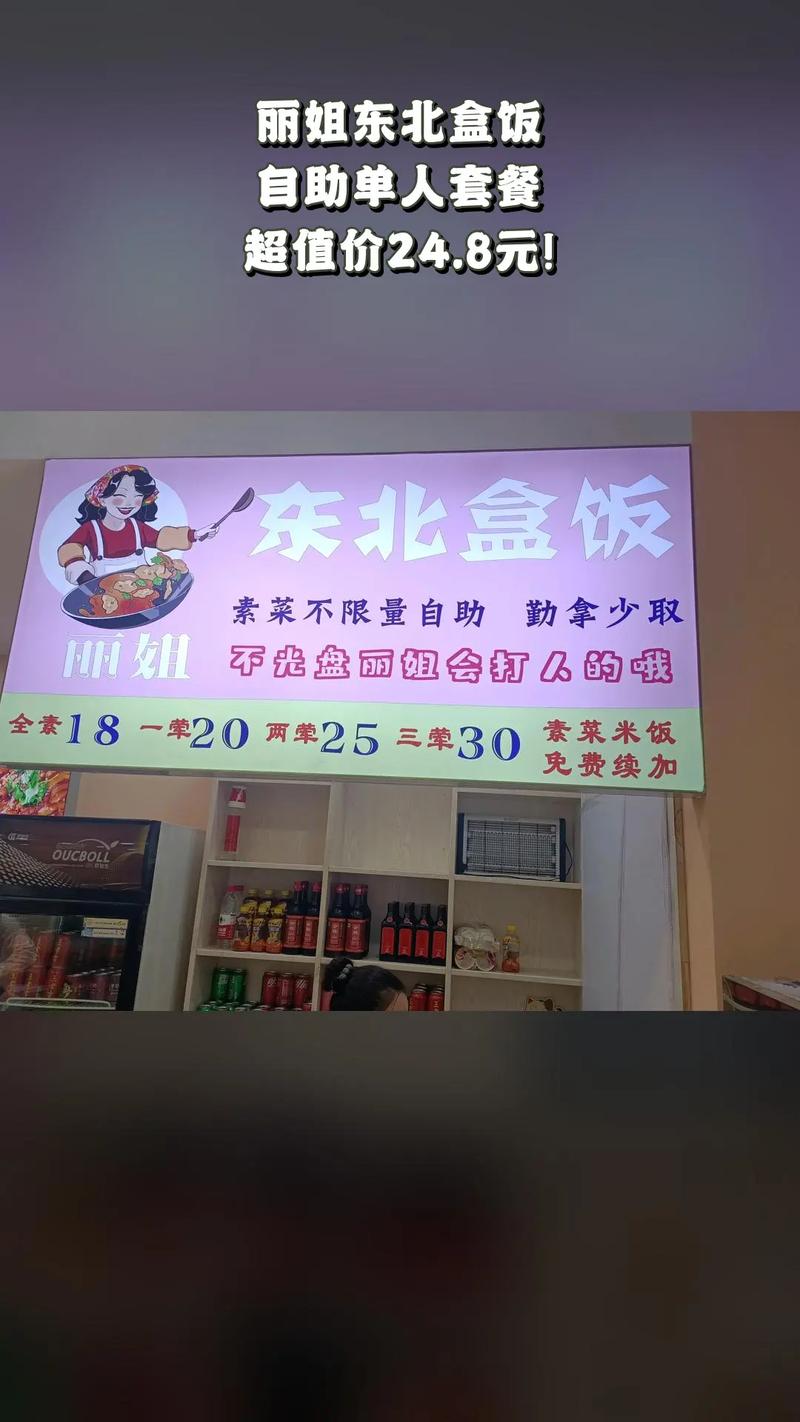 丽姐东北盒饭
自助单人套餐
超值价24.8元!
东北盒饭
素菜不限量自助 勤拿少取
丽姐
不光盘丽姐会打人的哦
全素18 一荤20 两荤25 三荤30
素菜米饭
免费续加
OUCBOLL